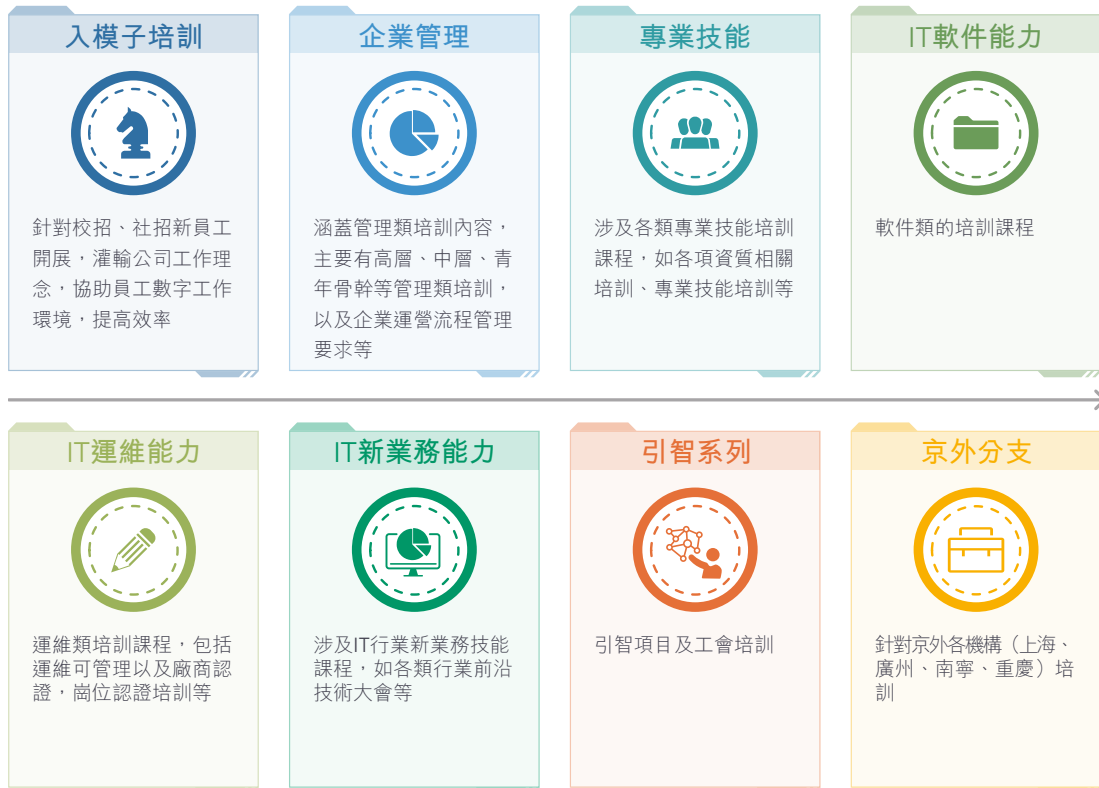 入模子培訓
針對校招、社招新員工
開展，灌輸公司工作理
念，協助員工數字工作
環境，提高效率
企業管理
涵蓋管理類培訓內容，
主要有高層、中層、青
年骨幹等管理類培訓，
以及企業運營流程管理
要求等
專業技能
涉及各類專業技能培訓
課程，如各項資質相關
培訓、專業技能培訓等
IT軟件能力
軟件類的培訓課程
IT運維能力
運維類培訓課程，包括
運維可管理以及廠商認
證，崗位認證培訓等
IT新業務能力
涉及IT行業新業務技能
課程，如各類行業前沿
技術大會等
引智系列
引智項目及工會培訓
京外分支
針對京外各機構（上海、
廣州、南寧、重慶）培
訓